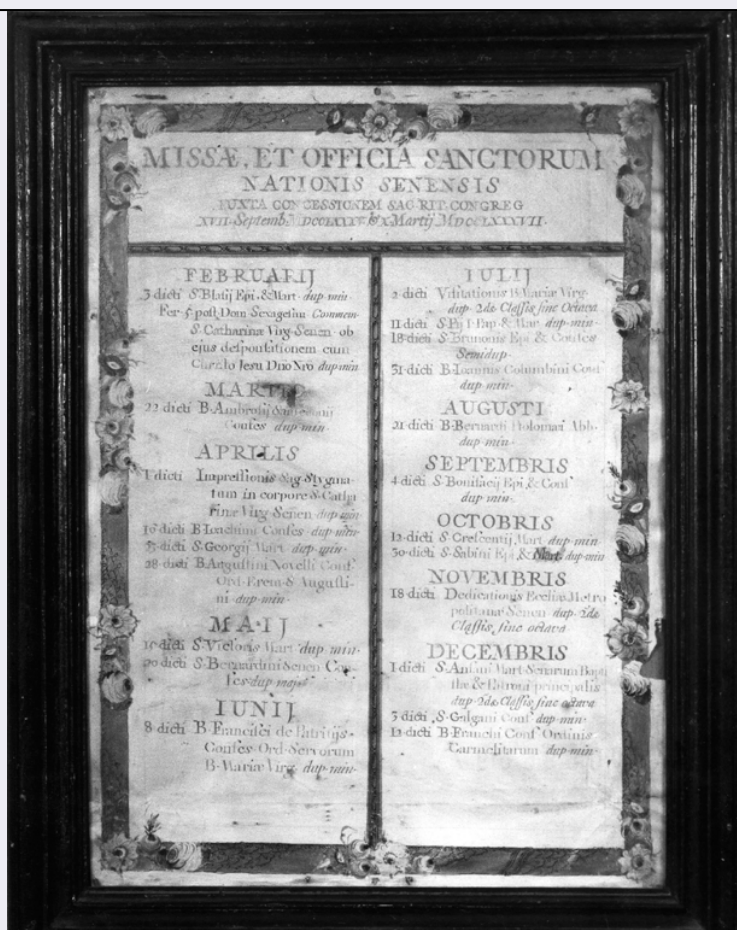 MISSÆ, ET OFFICIA SANCTORUM
NATIONIS SENENSIS
IUXTA CONCESSIONEM SAC·RIT·CONGREG
XVII·Septemb· Martij MDCCLXXXVII·
FEBRUARIJ
3 dicti S·Blasij Epi·&Mart· dup·min·
Fer·5·post Dom·Sexagesim·Commem·
S·Catharinæ Virg·Senen·ob
ejus desponsationem cum
Christo Jesu Dno Nro dup·min
MARTIJ
22 dicti B·Ambrosij
Confes·dup·min·
APRILIS
1 dicti Impressionis Sag·Stygma-
tum in corpore S·Catha-
rinæ Virg·Senen·dup·min
16 dicti B·Ioachini Confes·dup·min·
dicti S·Georgij Mart·dup·min·
28 dicti B·Augustini Novelli Conf·
Ord·Erem·S·Augusti-
ni·dup·min·
MAIJ
dicti S·Victoris Mart·dup·min·
20 dicti S·Bernardini Senen·Con-
fes·dup·maj·
IUNIJ
8 dicti B·Francisci de Patritijs·
Confes·Ord·Servorum
B·Mariæ Virg·dup·min·
IULIJ
2 dicti Visitationis B·Mariæ Virg·
dup·2dæ Classis sine Octava
11 dicti S·Pij I·Pap·& Mar·dup·min·
18 dicti S·Brunonis Epi & Confes
Semidup·
31 dicti B·Ioannis Columbini Conf
dup·min·
AUGUSTI
21 dicti B·Bernardi Ptolomæi Abb·
dup·min·
SEPTEMBRIS
4 dicti S·Bonifacij Epi·& Conf·
dup·min·
OCTOBRIS
12 dicti S·Crescentij Mart·dup·min
30 dicti S·Sabini Epi·& Mart·dup·min
NOVEMBRIS
18 dicti Dedicationis Eccliæ Metro
politanæ Senen·dup·2dæ
Classis, sine octava
DECEMBRIS
1 dicti S·Ansani Mart·Senarum Bapti
stæ & Patroni principalis
dup·2dæ Classis sine octava
3 dicti S·Galgani Conf·dup·min·
12 dicti B·Franchi Conf·Ordinis
Carmelitarum dup·min·